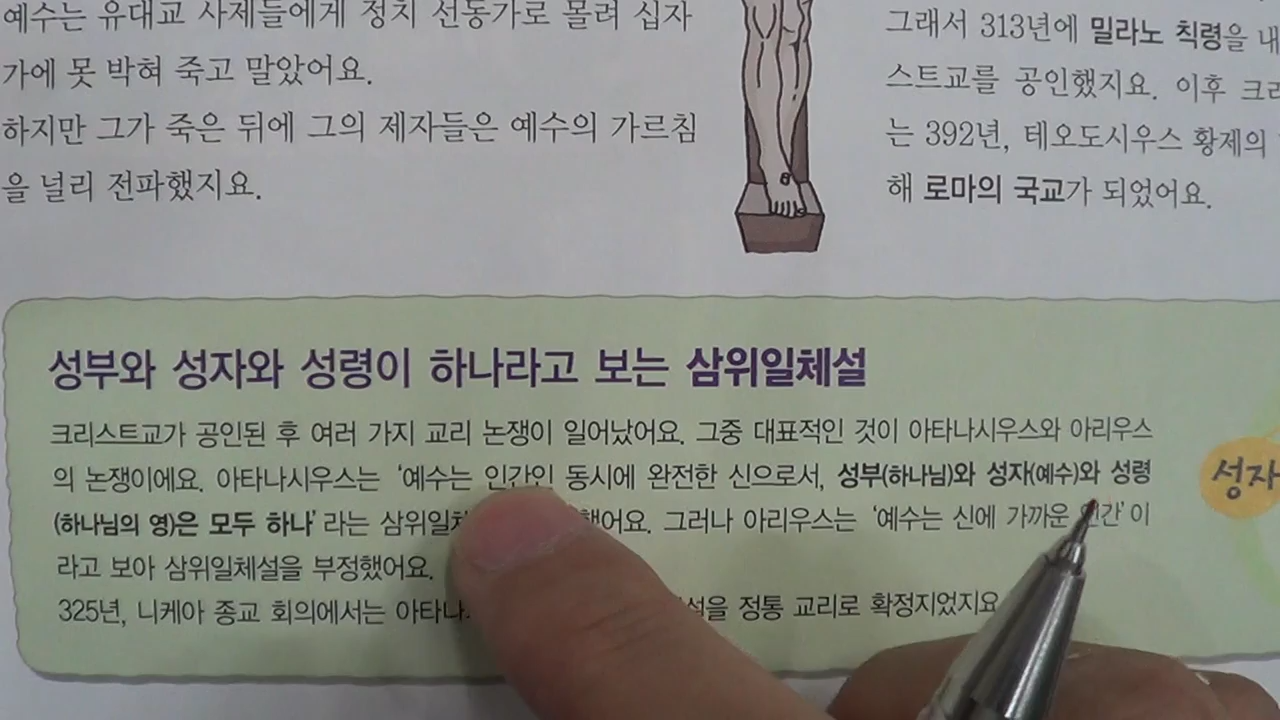 예수는 유대교 사제들에게 정치 선동가로 몰려 십자
가에 못 박혀 죽고 말았어요.
하지만 그가 죽은 뒤에 그의 제자들은 예수의 가르침
을 널리 전파했지요.
그래서 313년에 밀라노 칙령을 내
스트교를 공인했지요. 이후 크리
는 392년, 테오도시우스 황제의
해 로마의 국교가 되었어요.
성부와 성자와 성령이 하나라고 보는 삼위일체설
크리스트교가 공인된 후 여러 가지 교리 논쟁이 일어났어요. 그중 대표적인 것이 아타나시우스와 아리우스
의 논쟁이에요. 아타나시우스는 ‘예수는 인간인 동시에 완전한 신으로서, 성부(하나님)와 성자(예수)와 성령
(하나님의 영)은 모두 하나’라는 삼위일 했어요. 그러나 아리우스는 ‘예수는 신에 가까운 인간’이
라고 보아 삼위일체설을 부정했어요.
325년, 니케아 종교 회의에서는 아타나 설을 정통 교리로 확정지었지요
성자